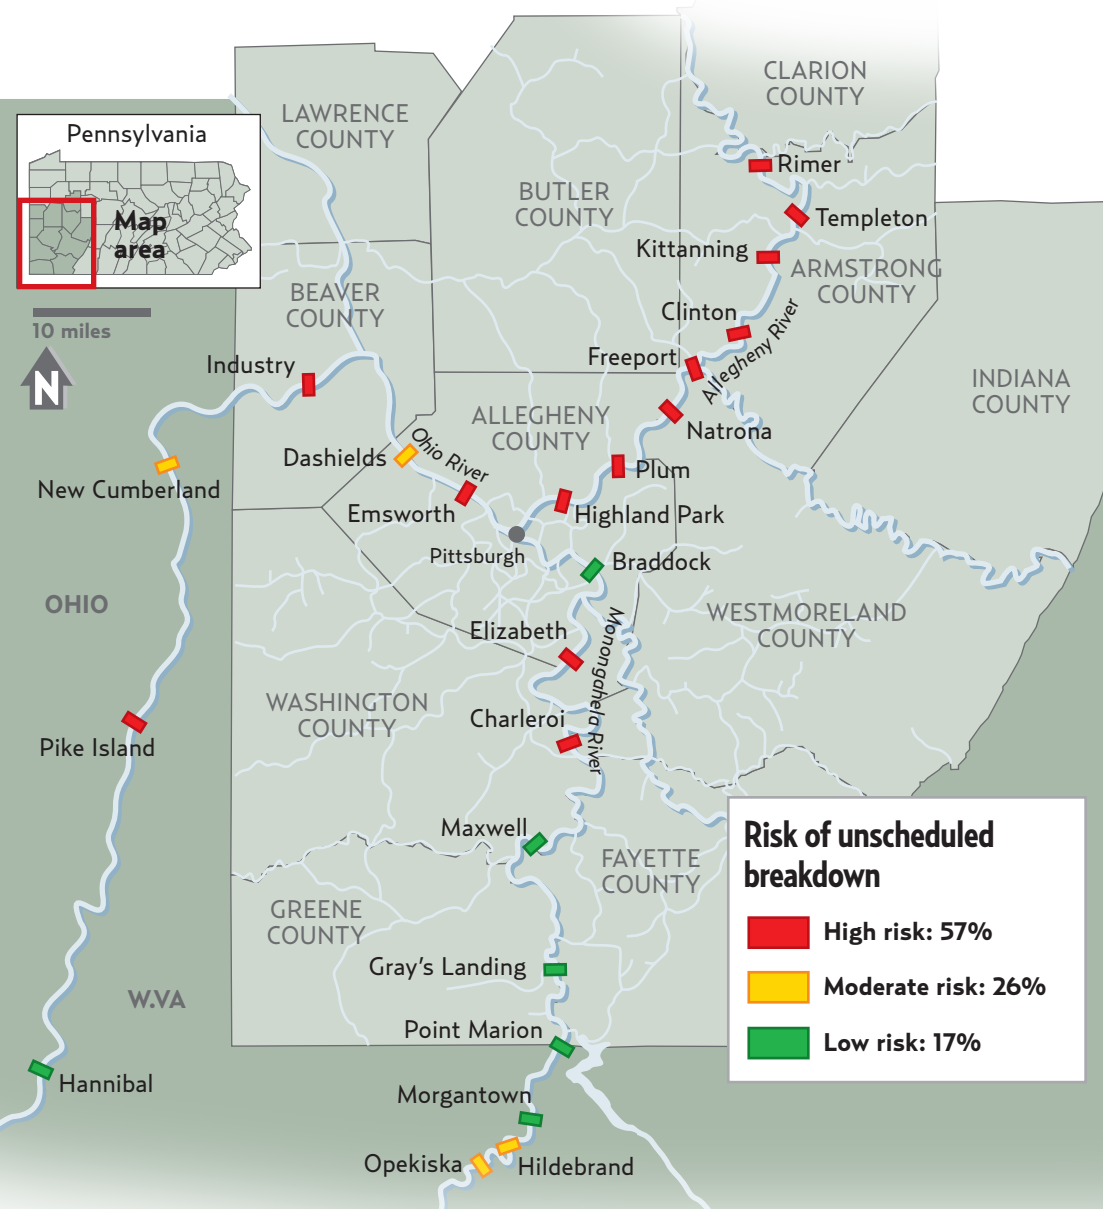 CLARION
COUNTY
LAWRENCE
COUNTY
Pennsylvania
Map
area
Rimer
BUTLER
COUNTY
Templeton
Kittanning
ARMSTRONG
COUNTY
BEAVER
COUNTY
10 miles
N
Clinton
Allegheny River
Freeport
Industry
INDIANA
COUNTY
ALLEGHENY
COUNTY
Natrona
Ohio River
Dashields
Plum
New Cumberland
Emsworth
Highland Park
Pittsburgh
Braddock
OHIO
WESTMORELAND
COUNTY
Elizabeth
Monongahela River
WASHINGTON
COUNTY
Charleroi
Pike Island
Maxwell
FAYETTE
COUNTY
GREENE
COUNTY
Gray's Landing
W.VA
Point Marion
Hannibal
Morgantown
Opekiska
Hildebrand
Risk of unscheduled
breakdown
High risk: 57%
Moderate risk: 26%
Low risk: 17%